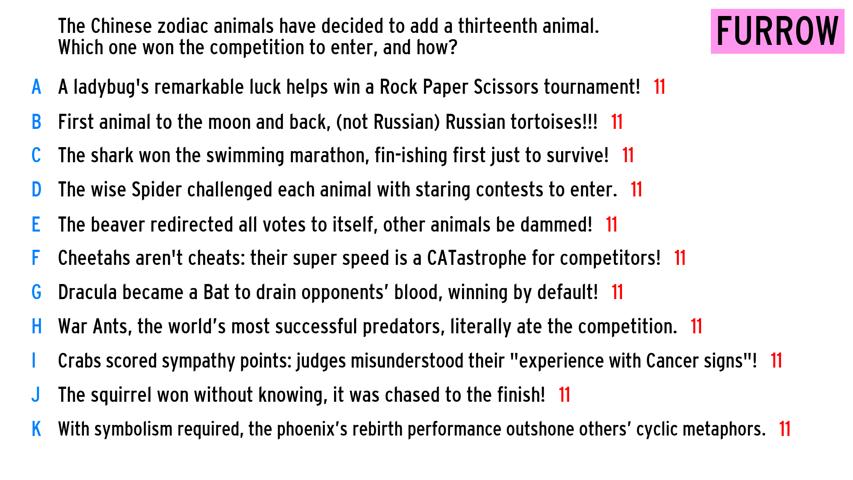 The Chinese zodiac animals have decided to add a thirteenth animal.
Which one won the competition to enter, and how?
FURROW
A A ladybug's remarkable luck helps win a Rock Paper Scissors tournament! 11
B First animal to the moon and back, (not Russian) Russian tortoises!!! 11
C The shark won the swimming marathon, fin-ishing first just to survive! 11
D The wise Spider challenged each animal with staring contests to enter. 11
E The beaver redirected all votes to itself, other animals be dammed! 11
F Cheetahs aren't cheats: their super speed is a CATastrophe for competitors! 11
G Dracula became a Bat to drain opponents’ blood, winning by default! 11
H War Ants, the world’s most successful predators, literally ate the competition. 11
I Crabs scored sympathy points: judges misunderstood their "experience with Cancer signs"! 11
J The squirrel won without knowing, it was chased to the finish! 11
K With symbolism required, the phoenix’s rebirth performance outshone others’ cyclic metaphors. 11